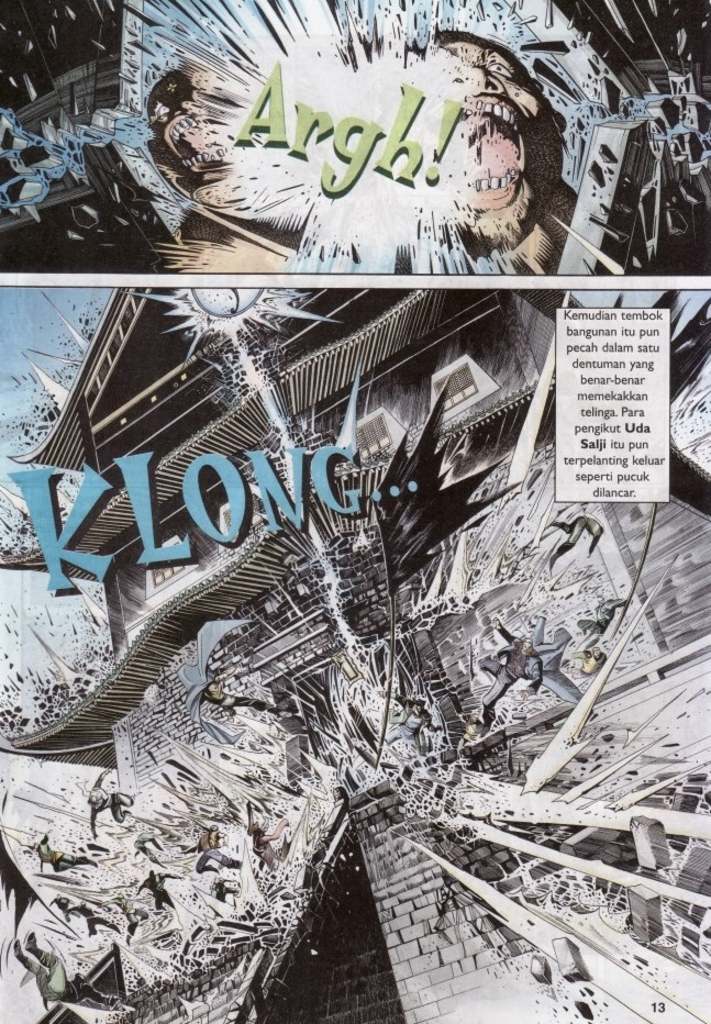 Argh!
Kemudian tembok
bangunan itu pun
pecah dalam satu
dentuman yang
benar-benar
memekakkan
telinga. Para
pengikut Uda
Salji itu pun
terpelanting keluar
seperti pucuk
dilancar.
KLONG...
13